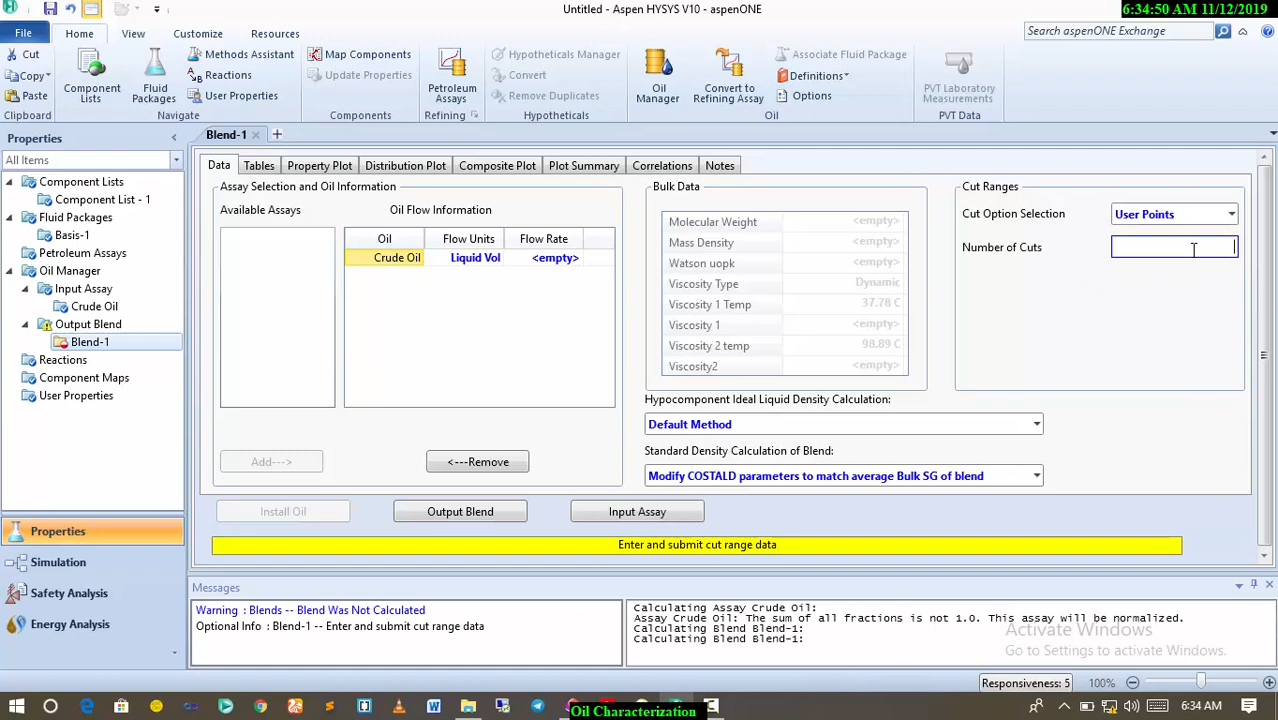 Untitled - Aspen HYSYS V10 - aspenONE
6:34:50 AM 11/12/2019
File
Home
View
Customize
Resources
Search aspenONE Exchange
Cut
Copy
Paste
Clipboard
Component Lists
Fluid Packages
Methods Assistant
Reactions
User Properties
Navigate
Map Components
Update Properties
Components
Petroleum Assays
Refining
Hypotheticals Manager
Convert
Remove Duplicates
Hypotheticals
Oil Manager
Convert to Refining Assay
Associate Fluid Package
Definitions
Options
Oil
PVT Laboratory Measurements
PVT Data
Properties
All Items
Component Lists
Component List - 1
Fluid Packages
Basis-1
Petroleum Assays
Oil Manager
Input Assay
Crude Oil
Output Blend
Blend-1
Reactions
Component Maps
User Properties
Properties
Simulation
Safety Analysis
Energy Analysis
Blend-1
Data
Tables
Property Plot
Distribution Plot
Composite Plot
Plot Summary
Correlations
Notes
Assay Selection and Oil Information
Available Assays
Oil Flow Information
Oil Flow Units Flow Rate
Crude Oil Liquid Vol <empty>
Add--->
<---Remove
Bulk Data
Molecular Weight <empty>
Mass Density <empty>
Watson uopk <empty>
Viscosity Type Dynamic
Viscosity 1 Temp 37.78 C
Viscosity 1 <empty>
Viscosity 2 temp 98.89 C
Viscosity2 <empty>
Cut Ranges
Cut Option Selection User Points
Number of Cuts
Hypocomponent Ideal Liquid Density Calculation:
Default Method
Standard Density Calculation of Blend:
Modify COSTALD parameters to match average Bulk SG of blend
Install Oil
Output Blend
Input Assay
Enter and submit cut range data
Messages
Warning : Blends -- Blend Was Not Calculated
Optional Info : Blend-1 -- Enter and submit cut range data
Calculating Assay Crude Oil:
Assay Crude Oil: The sum of all fractions is not 1.0. This assay will be normalized.
Calculating Blend Blend-1:
Calculating Blend Blend-1:
Activate Windows
Go to Settings to activate Windows.
Responsiveness: 5
100%
Oil Characterization
6:34 AM